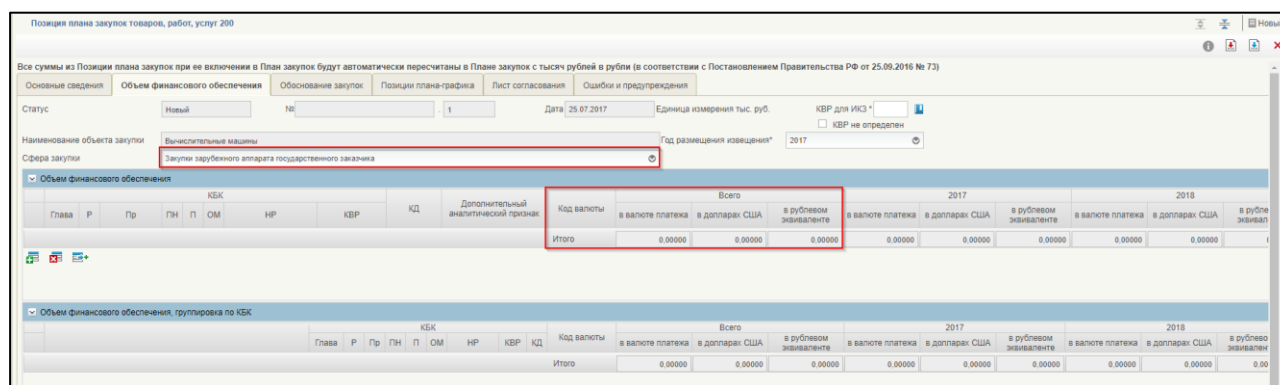 Позиция плана закупок товаров, работ, услуг 200
Новы
Все суммы из Позиции плана закупок при ее включении в План закупок будут автоматически пересчитаны в Плане закупок с тысяч рублей в рубли (в соответствии с Постановлением Правительства РФ от 25.09.2016 № 73)
Основные сведения Объем финансового обеспечения Обоснование закупок Позиции плана-графика Лист согласования Ошибки и предупреждения
Статус Новый № . 1 Дата 25.07.2017 Единица измерения тыс. руб. КВР для ИКЗ *
КВР не определен
Наименование объекта закупки Вычислительные машины Год размещения извещения* 2017
Сфера закупки Закупки зарубежного аппарата государственного заказчика
Объем финансового обеспечения
КБК КД Дополнительный аналитический признак Код валюты Всего 2017 2018
Глава Р Пр ПН П ОМ НР КВР в валюте платежа в долларах США в рублевом эквиваленте в валюте платежа в долларах США в рублевом эквиваленте в валюте платежа в долларах США в рубле эквивал
Итого 0,00000 0,00000 0,00000 0,00000 0,00000 0,00000 0,00000 0,00000
Объем финансового обеспечения, группировка по КБК
КБК Код валюты Всего 2017 2018
Глава Р Пр ПН П ОМ НР КВР КД в валюте платежа в долларах США в рублевом эквиваленте в валюте платежа в долларах США в рублевом эквиваленте в валюте платежа в долларах США в рублево эквивален
Итого 0,00000 0,00000 0,00000 0,00000 0,00000 0,00000 0,00000 0,00000 0,00